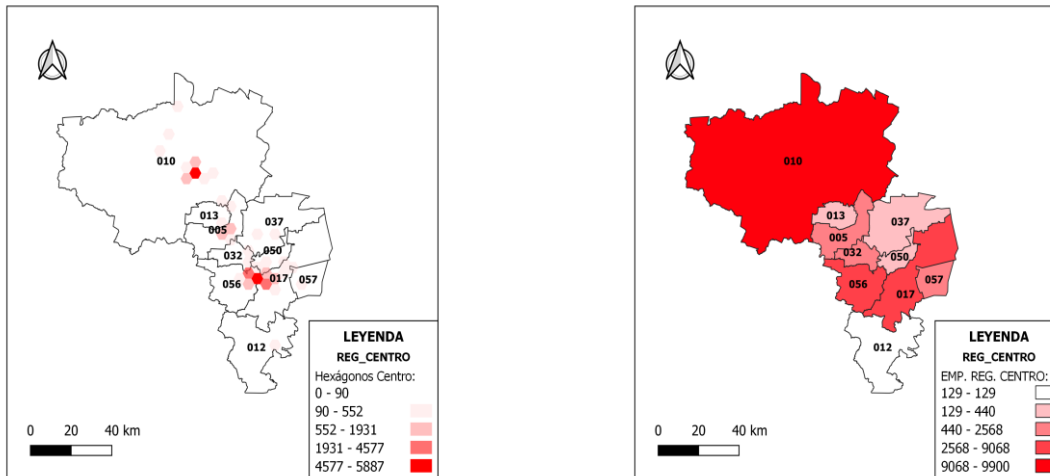 010
013
037
005
032
050
056
017
057
012
LEYENDA
REG_CENTRO
Hexágonos Centro:
0 - 90
90 - 552
552 - 1931
1931 - 4577
4577 - 5887
0 20 40 km
010
013
037
005
032
050
056
017
057
012
LEYENDA
REG_CENTRO
EMP. REG. CENTRO:
129 - 129
129 - 440
440 - 2568
2568 - 9068
9068 - 9900
0 20 40 km